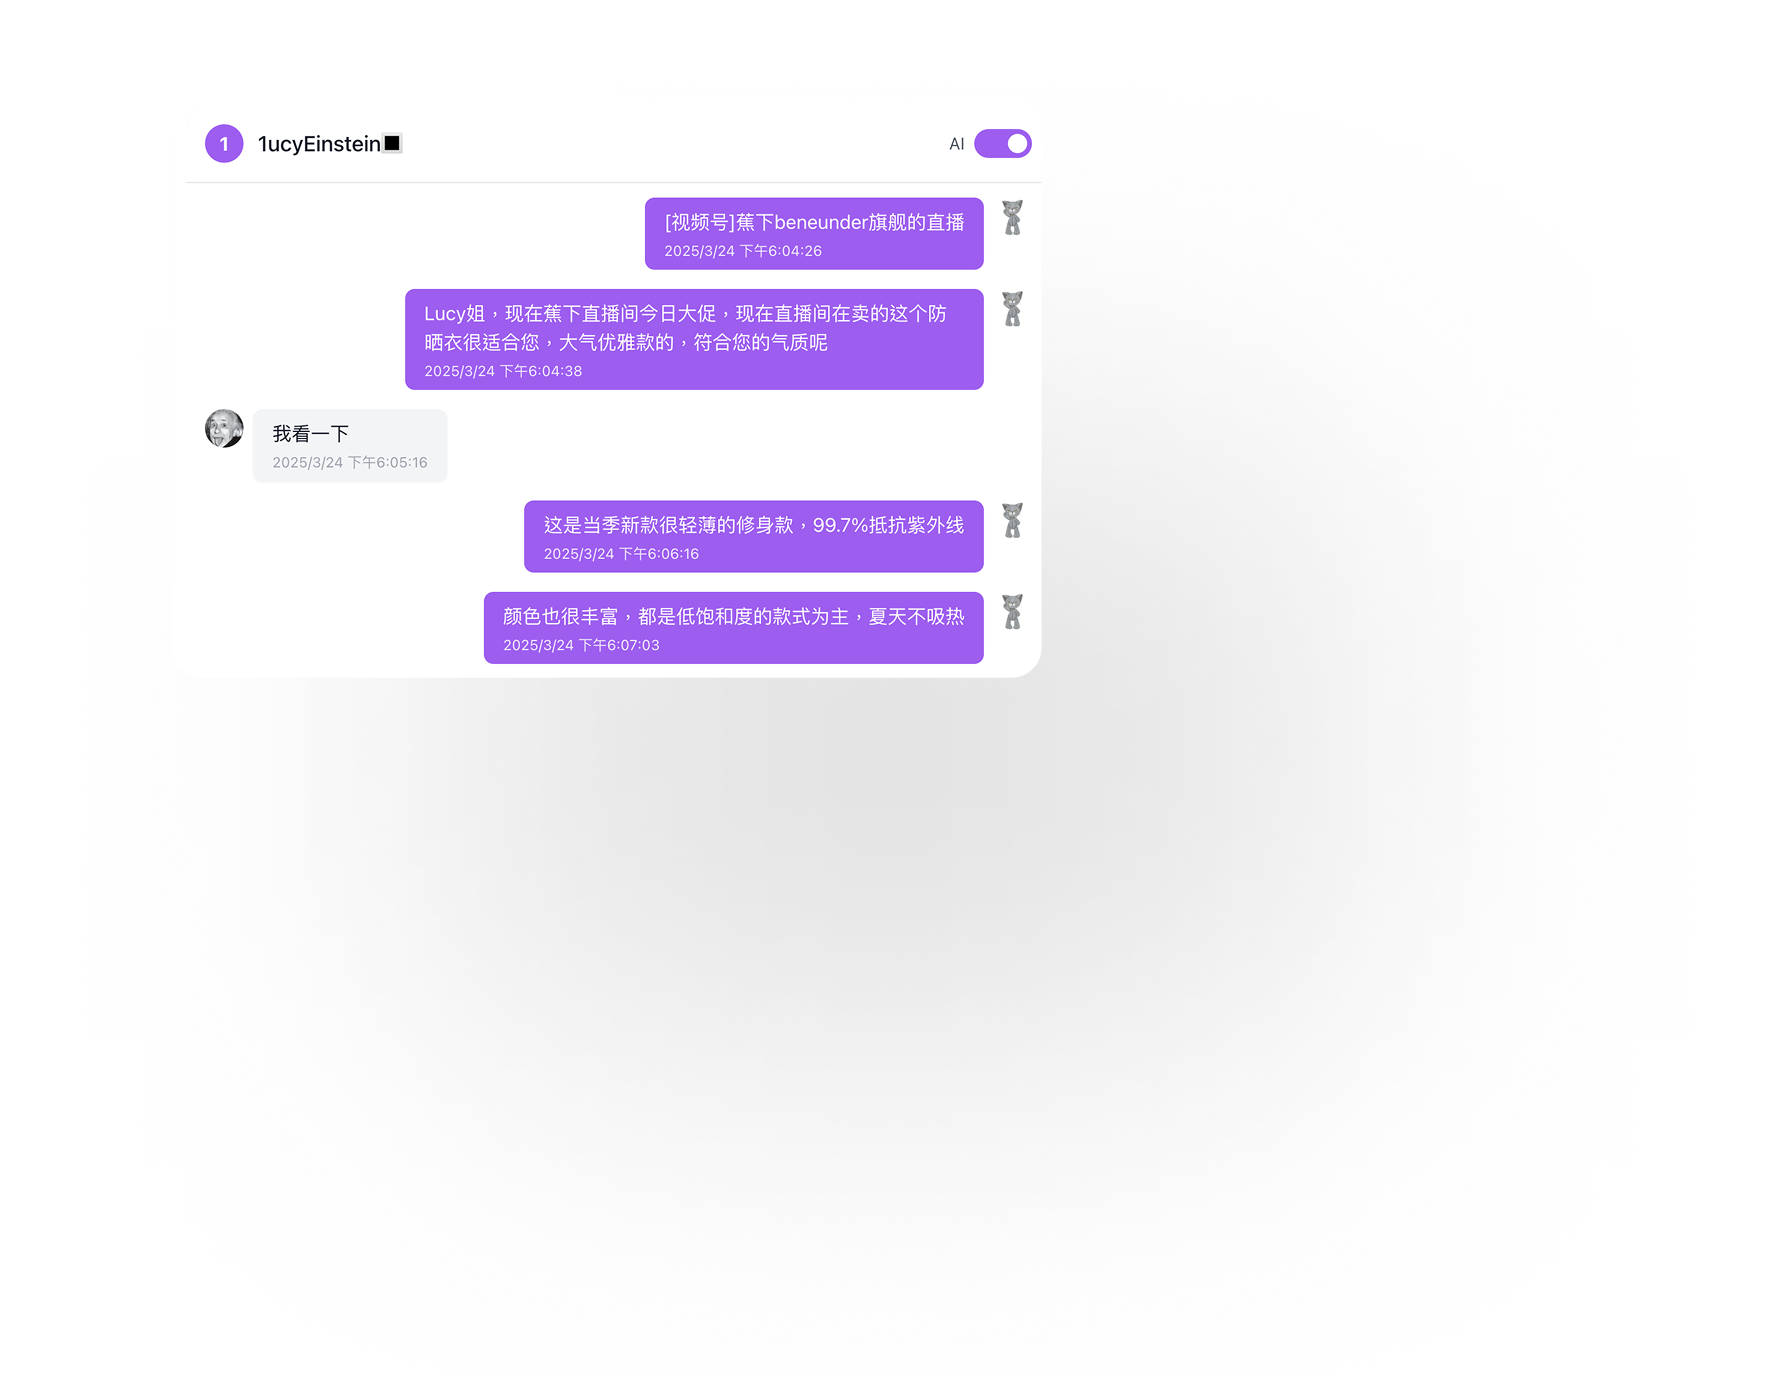 1
1ucyEinstein
AI
[视频号]蕉下beneunder旗舰的直播
2025/3/24 下午6:04:26
Lucy姐，现在蕉下直播间今日大促，现在直播间在卖的这个防
晒衣很适合您，大气优雅款的，符合您的气质呢
2025/3/24 下午6:04:38
我看一下
2025/3/24 下午6:05:16
这是当季新款很轻薄的修身款，99.7%抵抗紫外线
2025/3/24 下午6:06:16
颜色也很丰富，都是低饱和度的款式为主，夏天不吸热
2025/3/24 下午6:07:03